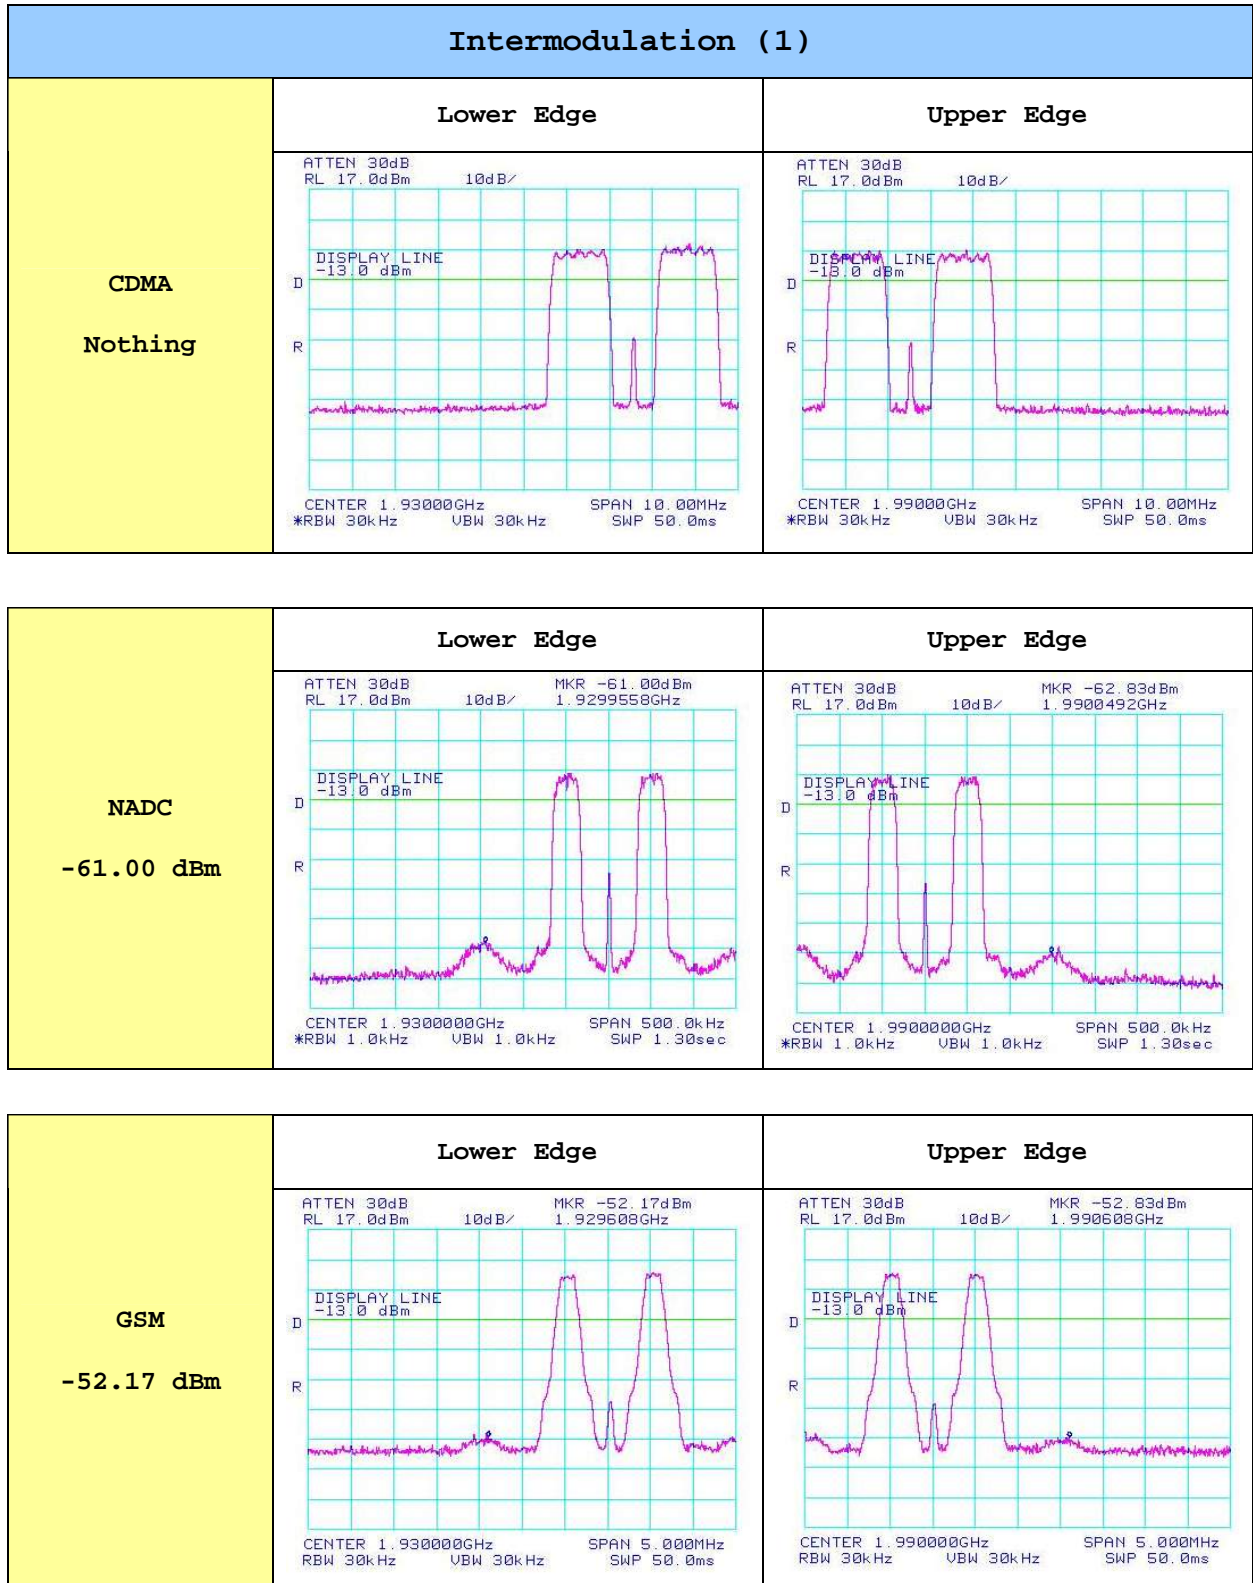 Intermodulation (1)
Lower Edge
Upper Edge
CDMA
Nothing
ATTEN 30dB
RL 17.0dBm 10dB/
DISPLAY LINE
-13.0 dBm
D
R
CENTER 1.93000GHz SPAN 10.00MHz
*RBW 30kHz VBW 30kHz SWP 50.0ms
ATTEN 30dB
RL 17.0dBm 10dB/
DISPLAY LINE
-13.0 dBm
D
R
CENTER 1.99000GHz SPAN 10.00MHz
*RBW 30kHz VBW 30kHz SWP 50.0ms
Lower Edge
Upper Edge
NADC
-61.00 dBm
ATTEN 30dB MKR -61.00dBm
RL 17.0dBm 10dB/ 1.9299558GHz
DISPLAY LINE
-13.0 dBm
D
R
CENTER 1.9300000GHz SPAN 500.0kHz
*RBW 1.0kHz VBW 1.0kHz SWP 1.30sec
ATTEN 30dB MKR -62.83dBm
RL 17.0dBm 10dB/ 1.9900492GHz
DISPLAY LINE
-13.0 dBm
D
R
CENTER 1.9900000GHz SPAN 500.0kHz
*RBW 1.0kHz VBW 1.0kHz SWP 1.30sec
Lower Edge
Upper Edge
GSM
-52.17 dBm
ATTEN 30dB MKR -52.17dBm
RL 17.0dBm 10dB/ 1.929608GHz
DISPLAY LINE
-13.0 dBm
D
R
CENTER 1.930000GHz SPAN 5.000MHz
RBW 30kHz VBW 30kHz SWP 50.0ms
ATTEN 30dB MKR -52.83dBm
RL 17.0dBm 10dB/ 1.990608GHz
DISPLAY LINE
-13.0 dBm
D
R
CENTER 1.990000GHz SPAN 5.000MHz
RBW 30kHz VBW 30kHz SWP 50.0ms